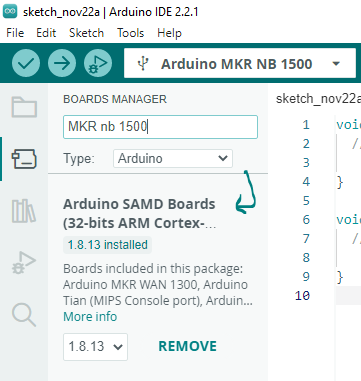 sketch_nov22a | Arduino IDE 2.2.1
File Edit Sketch Tools Help
Arduino MKR NB 1500
BOARDS MANAGER
sketch_nov22a
MKR nb 1500
Type: Arduino
Arduino SAMD Boards
(32-bits ARM Cortex-...
1.8.13 installed
Boards included in this package:
Arduino MKR WAN 1300, Arduino
Tian (MIPS Console port), Arduin...
More info
1.8.13 REMOVE
1 voi
2 //
3
4 }
5
6 voi
7 //
8
9 }
10